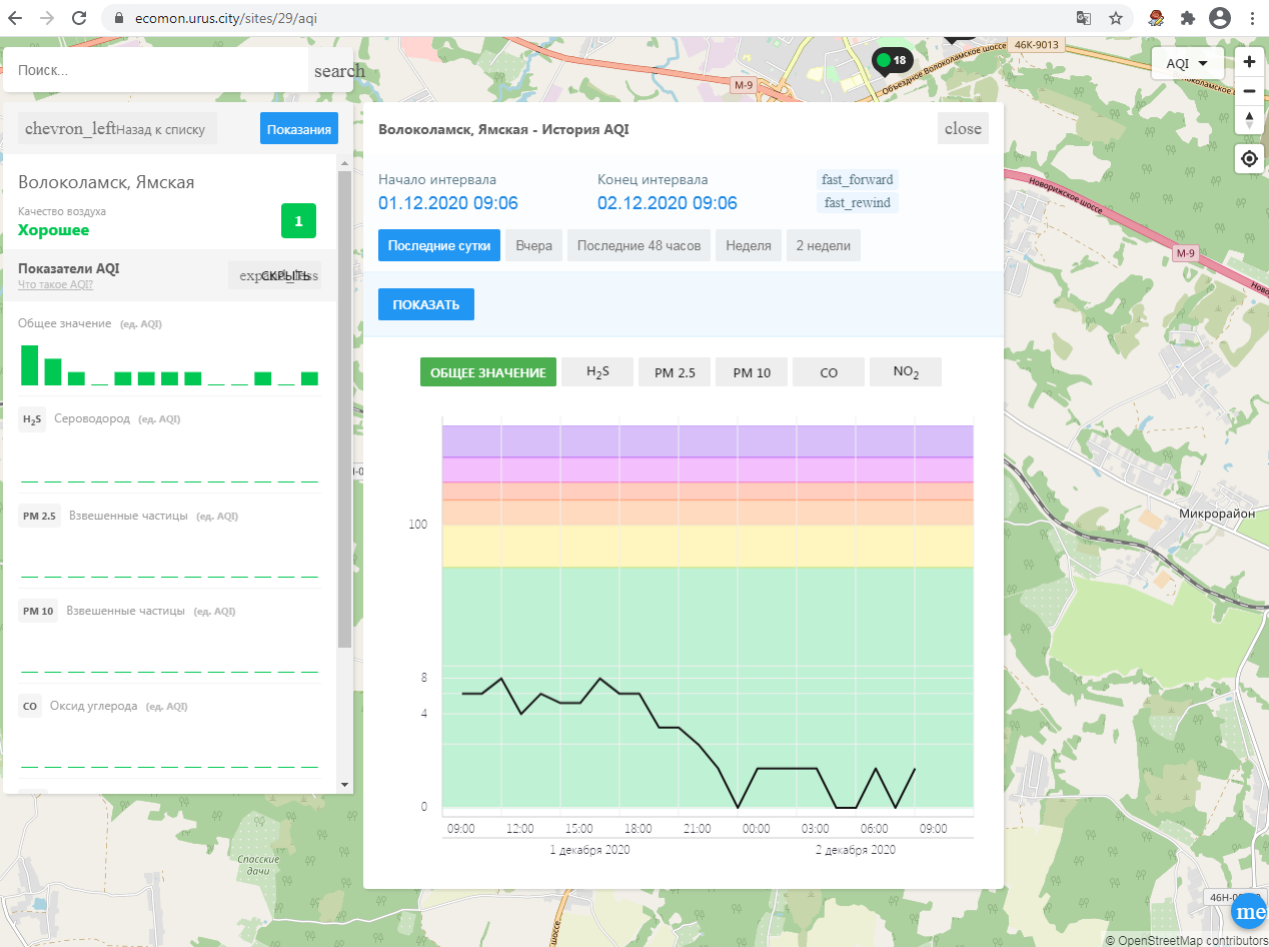 ecomon.urus.city/sites/29/aqi
Поиск...
search
chevron_leftНазад к списку
Показания
Волоколамск, Ямская
Качество воздуха
Хорошее
1
Показатели AQI
Что такое AQI?
СКРЫТЬ
Общее значение (ед. AQI)
H₂S Сероводород (ед. AQI)
PM 2.5 Взвешенные частицы (ед. AQI)
PM 10 Взвешенные частицы (ед. AQI)
CO Оксид углерода (ед. AQI)
Волоколамск, Ямская - История AQI
close
Начало интервала
01.12.2020 09:06
Конец интервала
02.12.2020 09:06
fast_forward
fast_rewind
Последние сутки
Вчера
Последние 48 часов
Неделя
2 недели
ПОКАЗАТЬ
ОБЩЕЕ ЗНАЧЕНИЕ
H₂S
PM 2.5
PM 10
CO
NO₂
100
8
4
0
09:00 12:00 15:00 18:00 21:00 00:00 03:00 06:00 09:00
1 декабря 2020 2 декабря 2020
18
Объездное Волоколамское шоссе
46К-9013
М-9
AQI
Новорижское шоссе
М-9
Микрорайон
Спасские
дачи
шоссе
me
© OpenStreetMap contributors